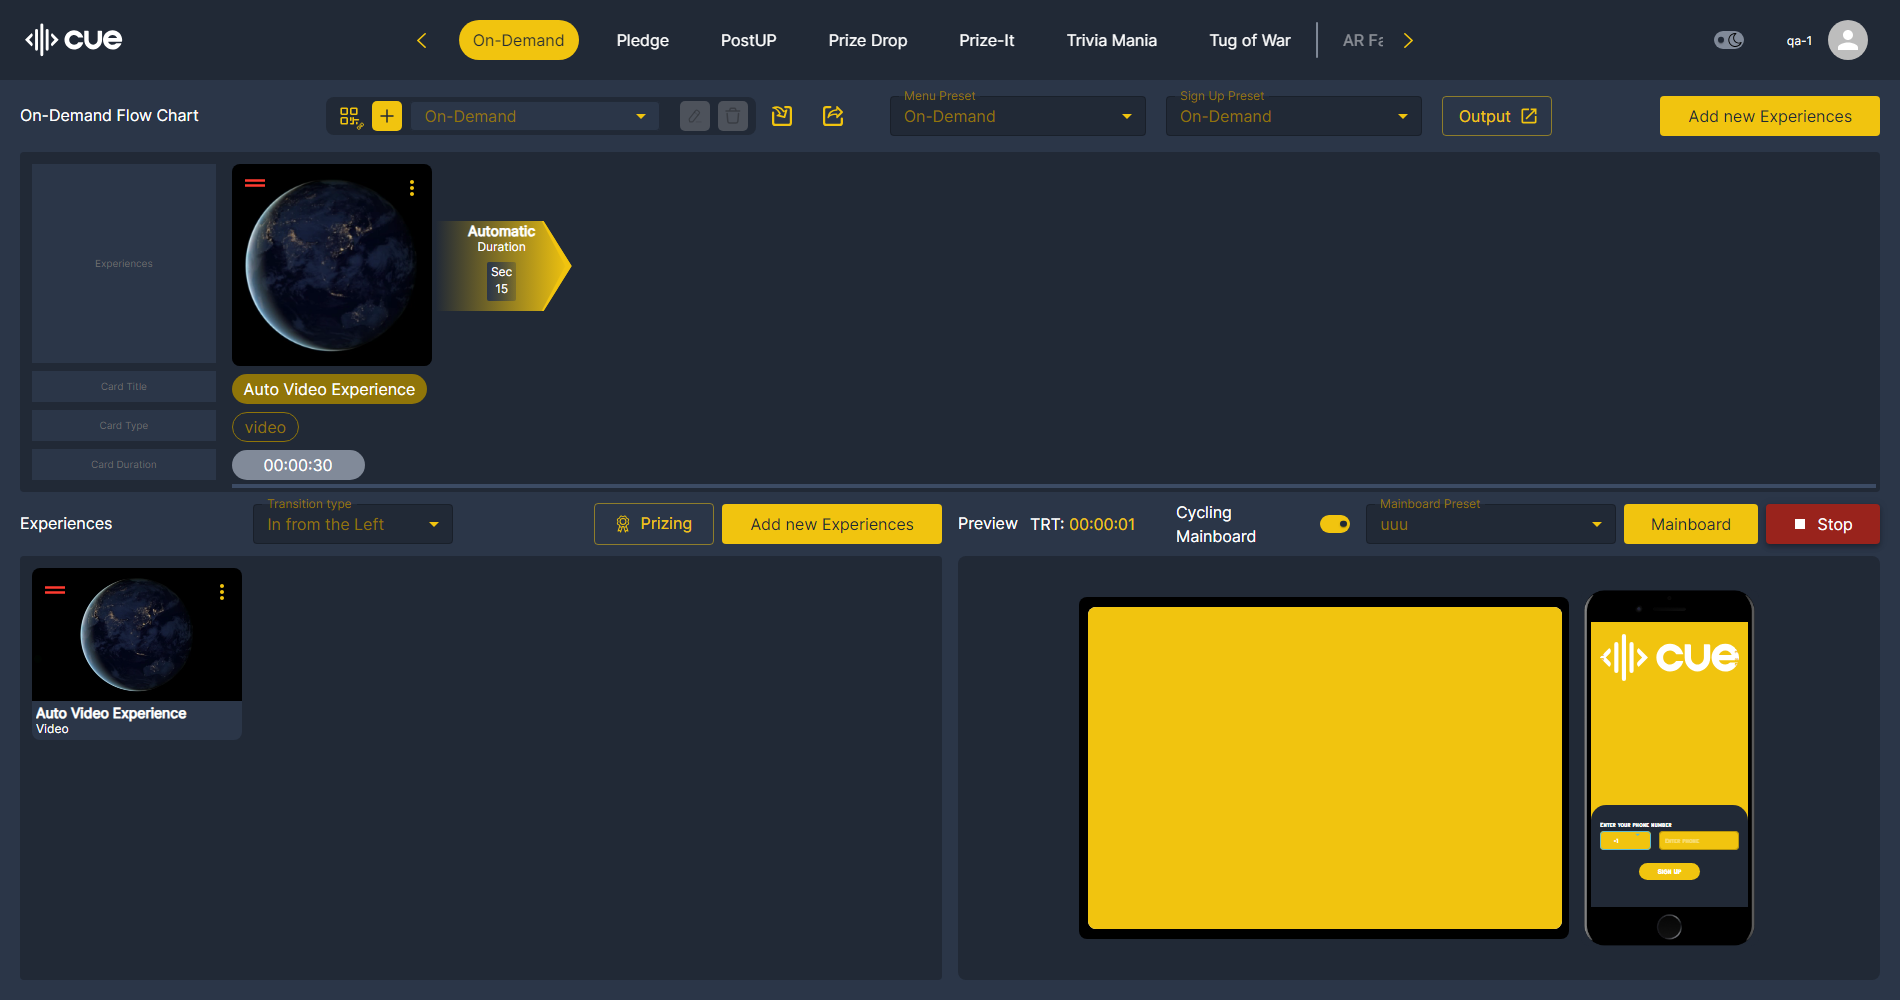 cue
On-Demand
Pledge
PostUP
Prize Drop
Prize-It
Trivia Mania
Tug of War
AR Fa
qa-1
On-Demand Flow Chart
On-Demand
Menu Preset
On-Demand
Sign Up Preset
On-Demand
Output
Add new Experiences
Experiences
Automatic
Duration
Sec
15
Card Title
Auto Video Experience
Card Type
video
Card Duration
00:00:30
Experiences
Transition type
In from the Left
Prizing
Add new Experiences
Preview
TRT: 00:00:01
Cycling
Mainboard
Mainboard Preset
uuu
Mainboard
Stop
Auto Video Experience
Video
cue
Enter your phone number
+1
Enter phone
Sign up